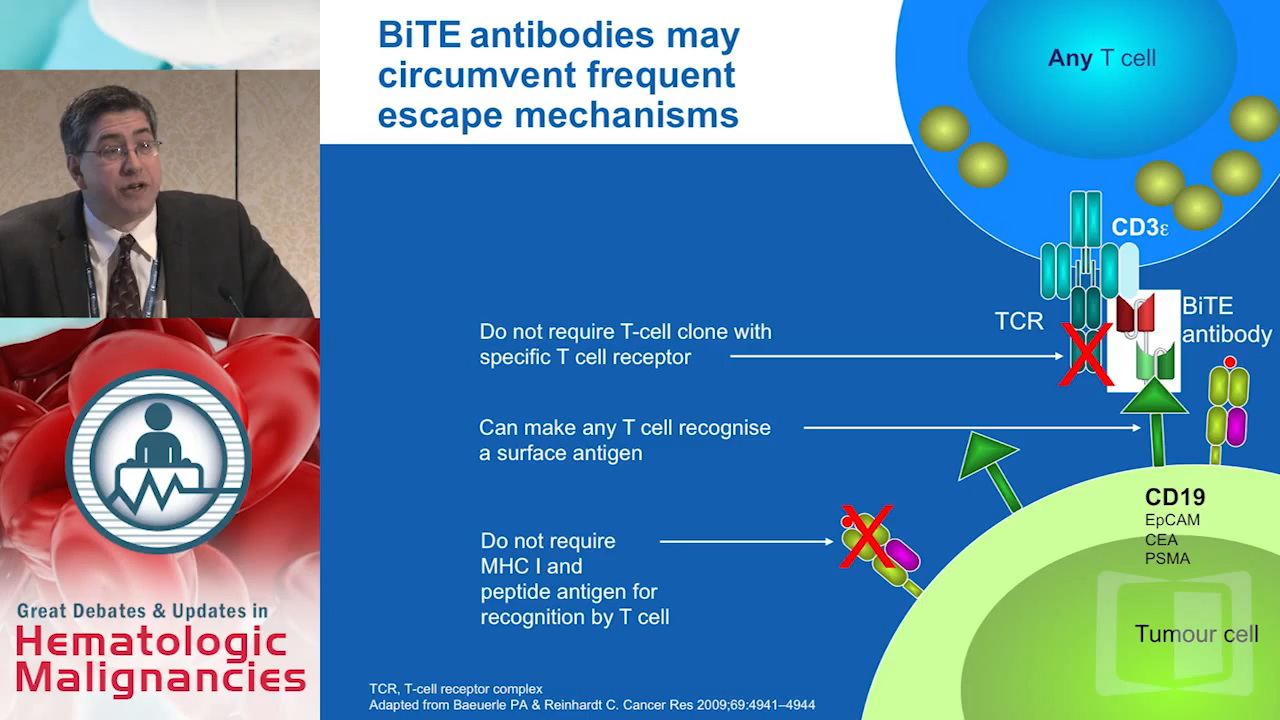 BiTE antibodies may
circumvent frequent
escape mechanisms
Any T cell
CD3ε
TCR
BiTE
antibody
Do not require T-cell clone with
specific T cell receptor
X
Can make any T cell recognise
a surface antigen
Do not require
MHC I and
peptide antigen for
recognition by T cell
X
CD19
EpCAM
CEA
PSMA
Tumour cell
TCR, T-cell receptor complex
Adapted from Baeuerle PA & Reinhardt C. Cancer Res 2009;69:4941–4944
Great Debates & Updates in
Hematologic
Malignancies